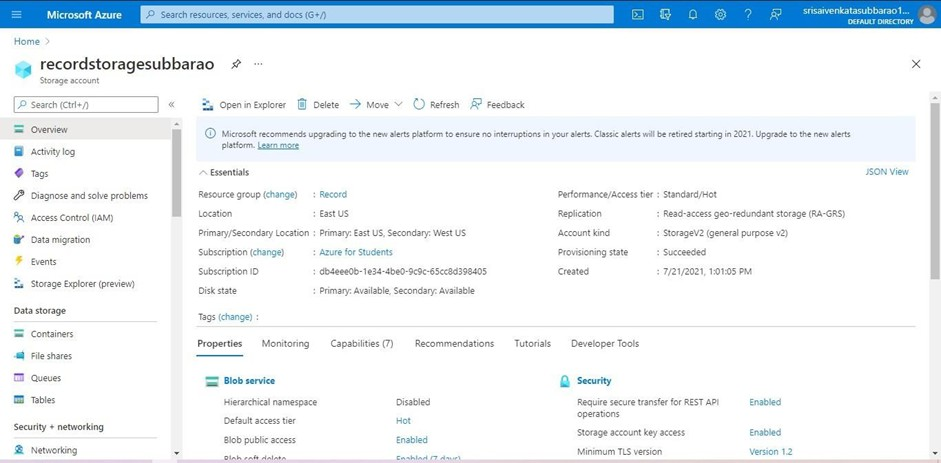 Microsoft Azure
Search resources, services, and docs (G+/)
srisaivenkatasubbarao1...
DEFAULT DIRECTORY
Home
recordstoragesubbarao
...
Storage account
Search (Ctrl+/)
«
Overview
Activity log
Tags
Diagnose and solve problems
Access Control (IAM)
Data migration
Events
Storage Explorer (preview)
Data storage
Containers
File shares
Queues
Tables
Security + networking
Networking
Open in Explorer Delete Move Refresh Feedback
Microsoft recommends upgrading to the new alerts platform to ensure no interruptions in your alerts. Classic alerts will be retired starting in 2021. Upgrade to the new alerts
platform. Learn more
Essentials
JSON View
Resource group (change) : Record
Location : East US
Primary/Secondary Location : Primary: East US, Secondary: West US
Subscription (change) : Azure for Students
Subscription ID : db4eee0b-1e34-4be0-9c9c-65cc8d398405
Disk state : Primary: Available, Secondary: Available
Performance/Access tier : Standard/Hot
Replication : Read-access geo-redundant storage (RA-GRS)
Account kind : StorageV2 (general purpose v2)
Provisioning state : Succeeded
Created : 7/21/2021, 1:01:05 PM
Tags (change) :
Properties Monitoring Capabilities (7) Recommendations Tutorials Developer Tools
Blob service
Hierarchical namespace Disabled
Default access tier Hot
Blob public access Enabled
Blob soft delete Enabled (7 days)
Security
Require secure transfer for REST API
operations Enabled
Storage account key access Enabled
Minimum TLS version Version 1.2